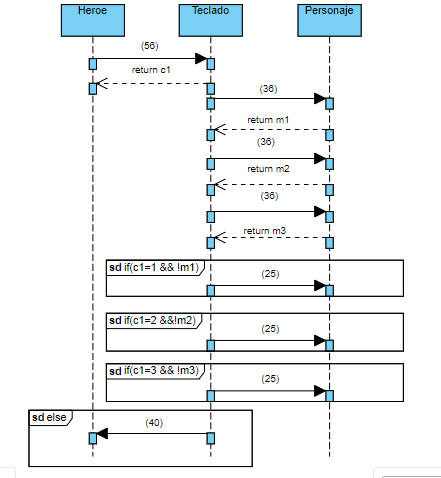 Heroe Teclado Personaje
(56)
return c1
(36)
return m1
(36)
return m2
(36)
return m3
sd if(c1=1 && !m1)
(25)
sd if(c1=2 &&!m2)
(25)
sd if(c1=3 && !m3)
(25)
sd else
(40)